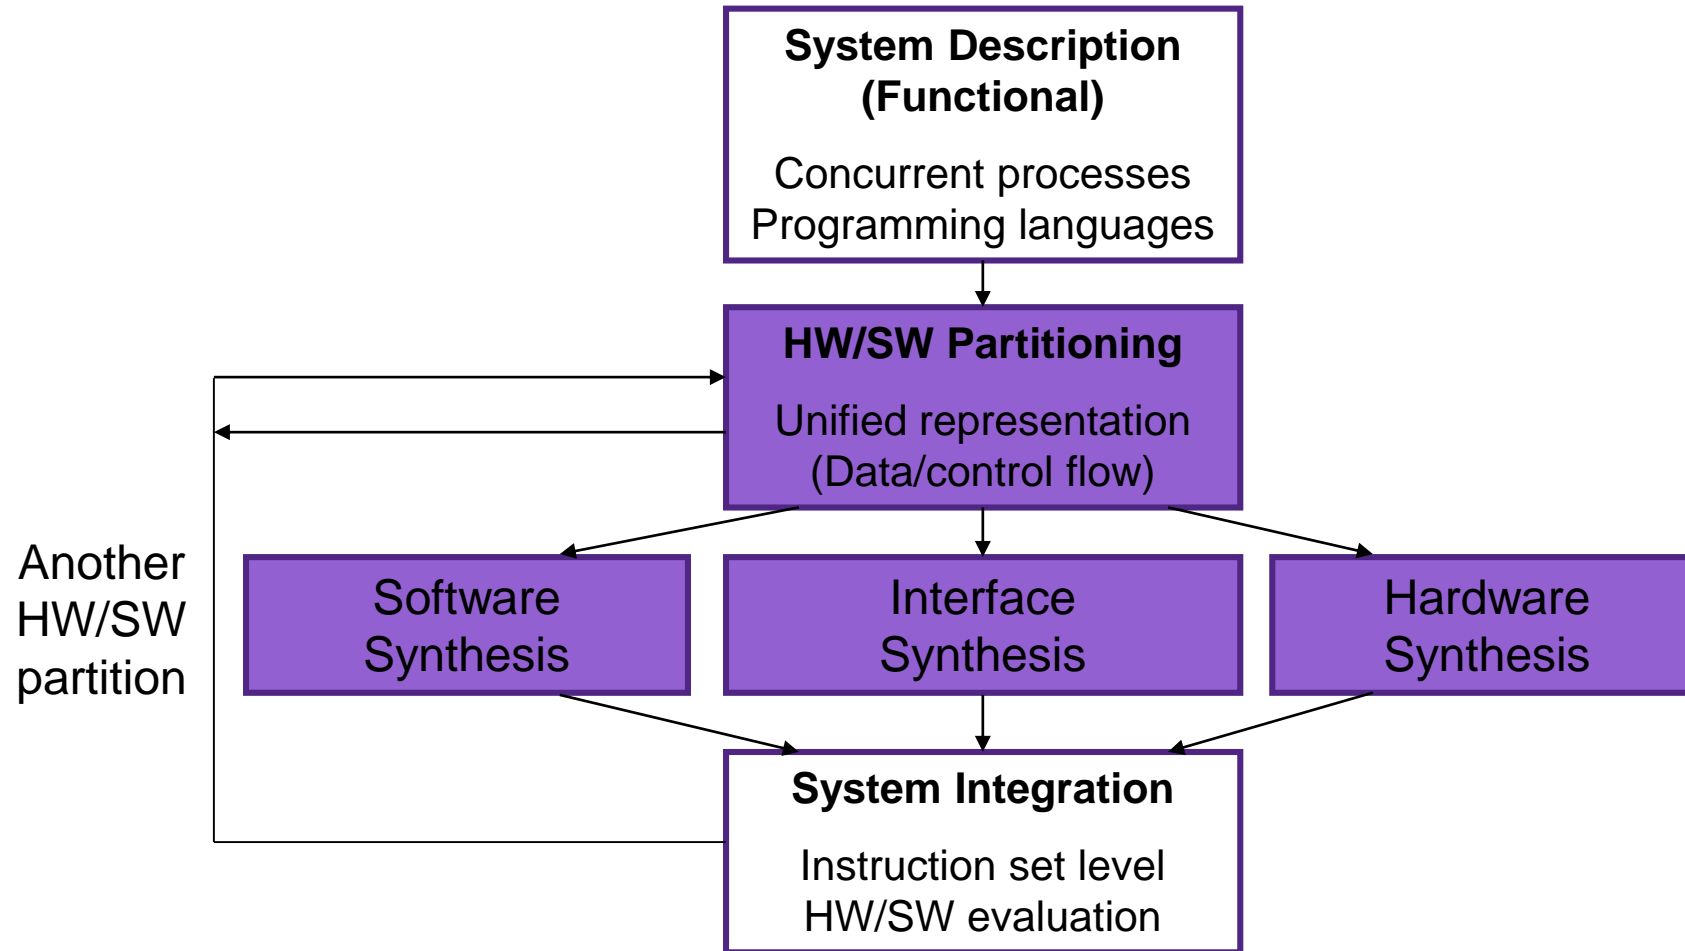 System Description
(Functional)
Concurrent processes
Programming languages
HW/SW Partitioning
Unified representation
(Data/control flow)
Another
HW/SW
partition
Software
Synthesis
Interface
Synthesis
Hardware
Synthesis
System Integration
Instruction set level
HW/SW evaluation